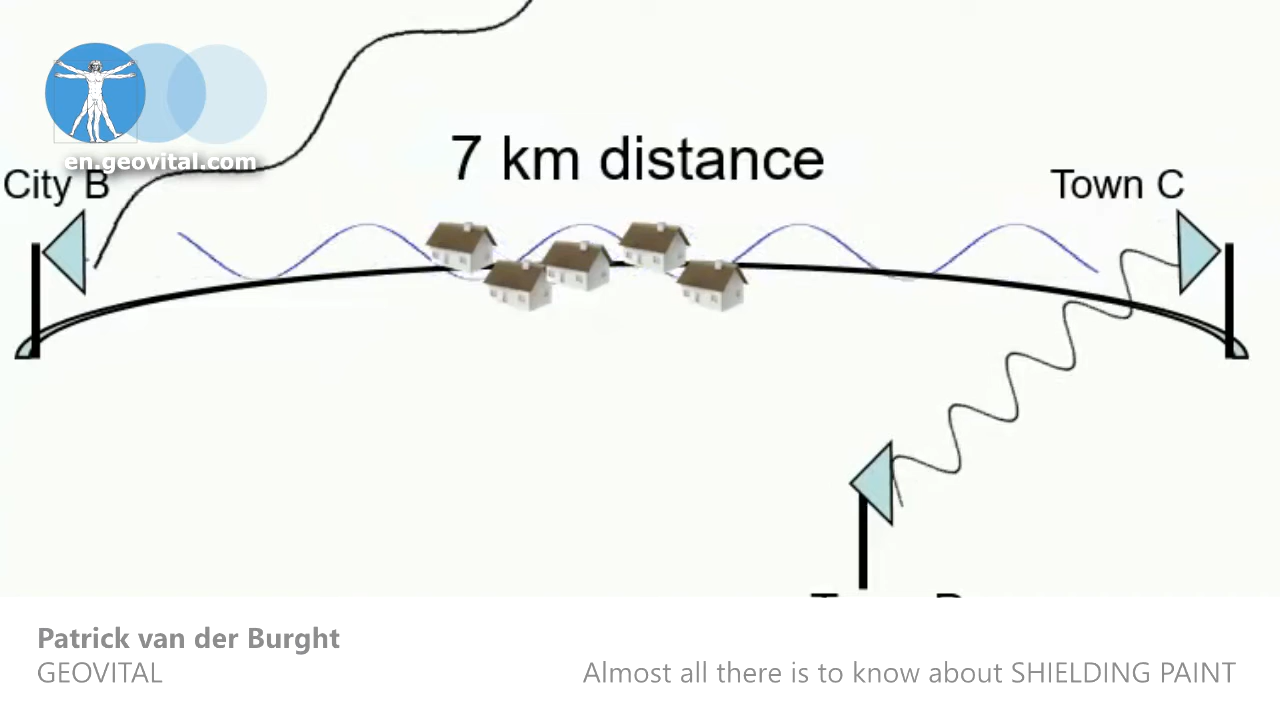 en.geovital.com
7 km distance
City B
Town C
Patrick van der Burght
GEOVITAL
Almost all there is to know about SHIELDING PAINT